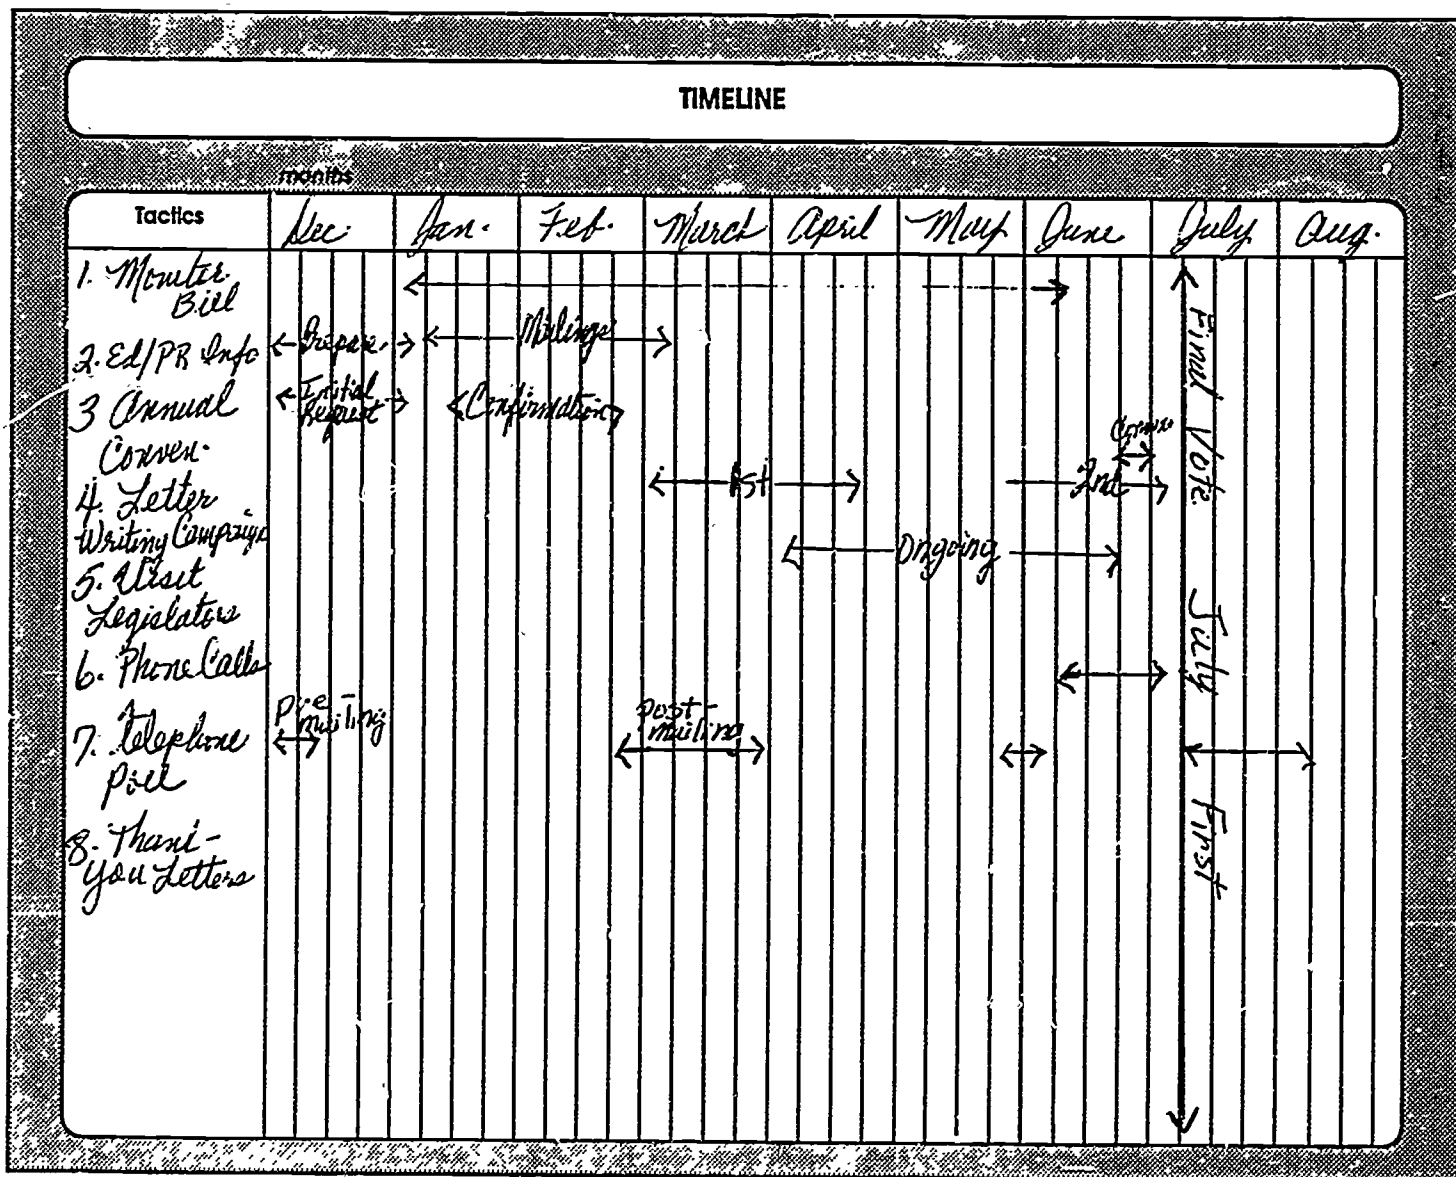 TIMELINE
months
Tactics Dec. Jan. Feb. March April May June July Aug.
1. Monitor
Bill
2. Ed/PR Info Prepare Mailings
3 Annual Initial Request Confirmation
Conven. Conven.
4. Letter 1st 2nd
Writing Campaign
Ongoing
5. Visit
Legislators
6. Phone Calls
Pre-mailing Post-mailing
7. Telephone
Poll
8. Thank-
You Letters
Final Vote July First